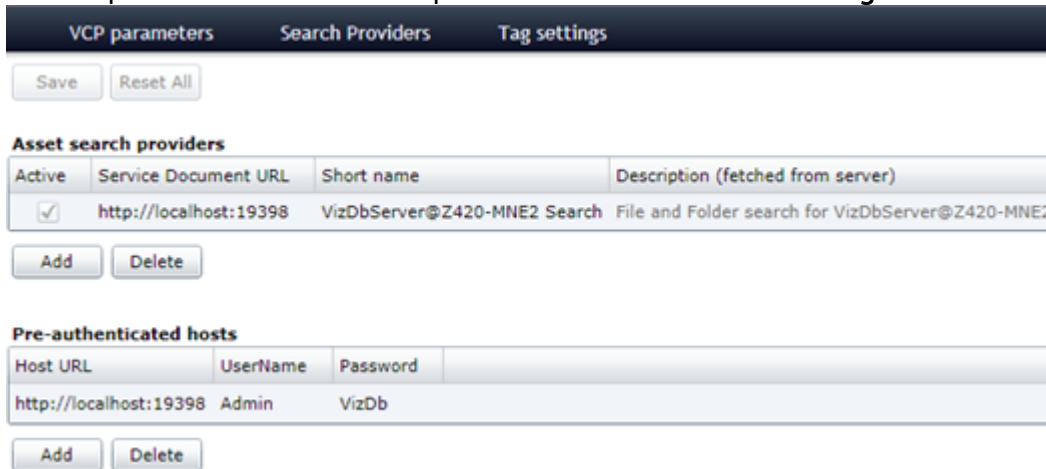 VCP parameters Search Providers Tag settings
Save Reset All
Asset search providers
Active Service Document URL Short name Description (fetched from server)
http://localhost:19398 VizDbServer@Z420-MNE2 Search File and Folder search for VizDbServer@Z420-MNE2
Add Delete
Pre-authenticated hosts
Host URL UserName Password
http://localhost:19398 Admin VizDb
Add Delete